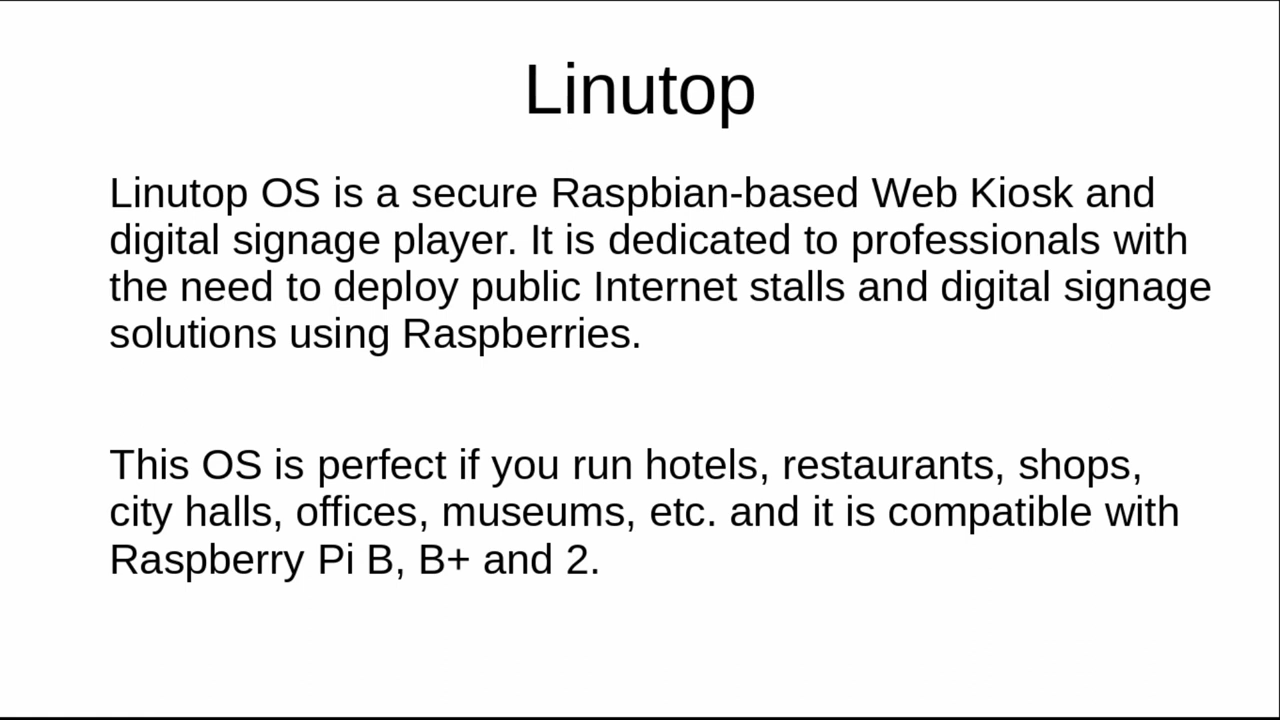 Linutop
Linutop OS is a secure Raspbian-based Web Kiosk and
digital signage player. It is dedicated to professionals with
the need to deploy public Internet stalls and digital signage
solutions using Raspberries.
This OS is perfect if you run hotels, restaurants, shops,
city halls, offices, museums, etc. and it is compatible with
Raspberry Pi B, B+ and 2.